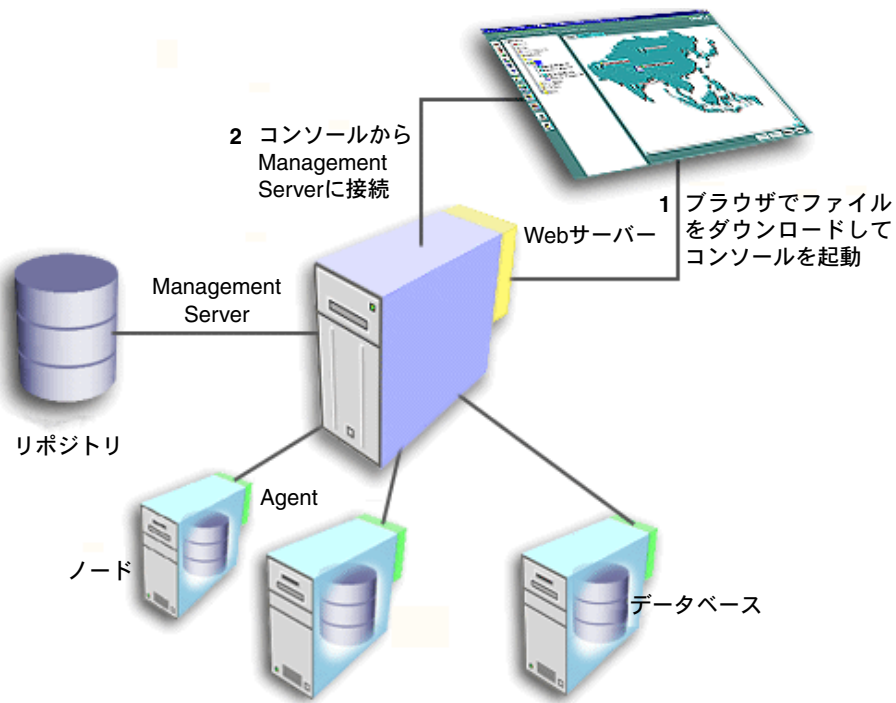 2 コンソールから
Management
Serverに接続
1 ブラウザでファイル
をダウンロードして
コンソールを起動
Webサーバー
Management
Server
リポジトリ
Agent
ノード
データベース